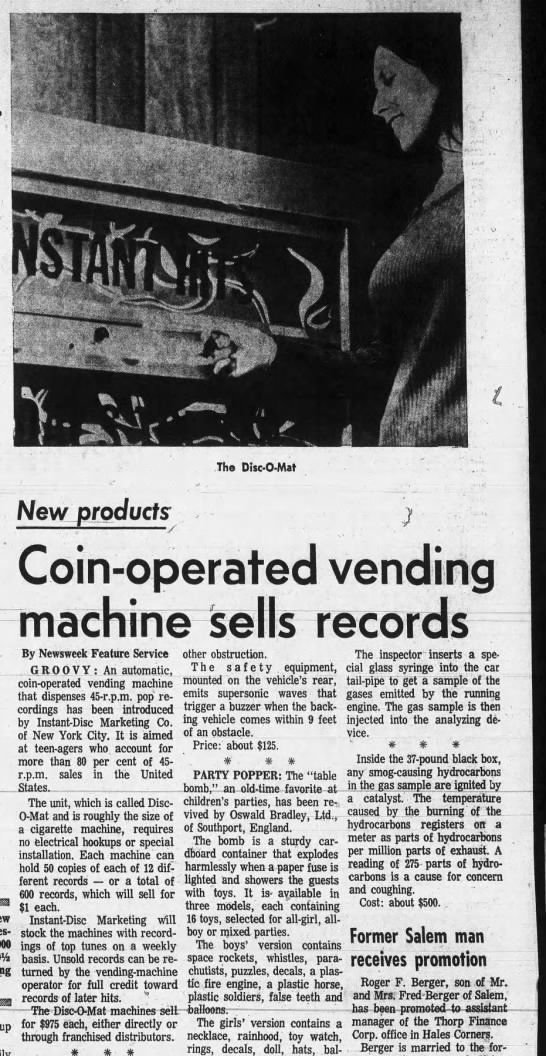 INSTANT HITS
The Disc-O-Mat
New products
Coin-operated vending
machine sells records
By Newsweek Feature Service
GROOVY: An automatic,
coin-operated vending machine
that dispenses 45-r.p.m. pop re-
cordings has been introduced
by Instant-Disc Marketing Co.
of New York City. It is aimed
at teen-agers who account for
more than 80 per cent of 45-
r.p.m. sales in the United
States.
The unit, which is called Disc-
O-Mat and is roughly the size of
a cigarette machine, requires
no electrical hookups or special
installation. Each machine can
hold 50 copies of each of 12 dif-
ferent records — or a total of
600 records, which will sell for
$1 each.
Instant-Disc Marketing will
stock the machines with record-
ings of top tunes on a weekly
basis. Unsold records can be re-
turned by the vending-machine
operator for full credit toward
records of later hits.
The Disc-O-Mat machines sell
for $975 each, either directly or
through franchised distributors.
* * *
other obstruction.
The safety equipment,
mounted on the vehicle's rear,
emits supersonic waves that
trigger a buzzer when the back-
ing vehicle comes within 9 feet
of an obstacle.
Price: about $125.
* * *
PARTY POPPER: The "table
bomb," an old-time favorite at
children's parties, has been re-
vived by Oswald Bradley, Ltd.,
of Southport, England.
The bomb is a sturdy car-
dboard container that explodes
harmlessly when a paper fuse is
lighted and showers the guests
with toys. It is available in
three models, each containing
16 toys, selected for all-girl, all-
boy or mixed parties.
The boys' version contains
space rockets, whistles, para-
chutists, puzzles, decals, a plas-
tic fire engine, a plastic horse,
plastic soldiers, false teeth and
balloons.
The girls' version contains a
necklace, rainhood, toy watch,
rings, decals, doll, hats, bal-
The inspector inserts a spe-
cial glass syringe into the car
tail-pipe to get a sample of the
gases emitted by the running
engine. The gas sample is then
injected into the analyzing de-
vice.
* * *
Inside the 37-pound black box,
any smog-causing hydrocarbons
in the gas sample are ignited by
a catalyst. The temperature
caused by the burning of the
hydrocarbons registers on a
meter as parts of hydrocarbons
per million parts of exhaust. A
reading of 275 parts of hydro-
carbons is a cause for concern
and coughing.
Cost: about $500.
Former Salem man
receives promotion
Roger F. Berger, son of Mr.
and Mrs. Fred Berger of Salem,
has been promoted to assistant
manager of the Thorp Finance
Corp. office in Hales Corners.
Berger is married to the for-